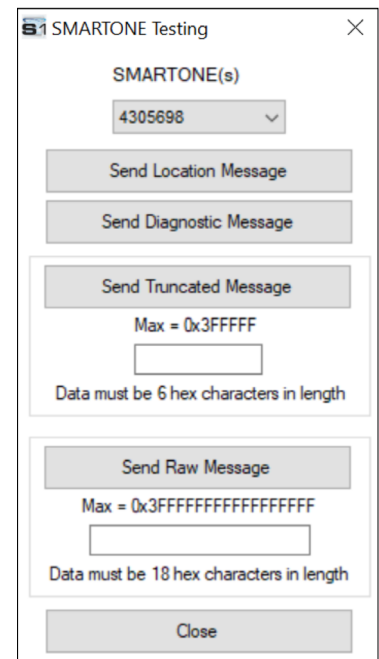 S1 SMARTONE Testing
SMARTONE(s)
4305698
Send Location Message
Send Diagnostic Message
Send Truncated Message
Max = 0x3FFFFF
Data must be 6 hex characters in length
Send Raw Message
Max = 0x3FFFFFFFFFFFFFFFFF
Data must be 18 hex characters in length
Close